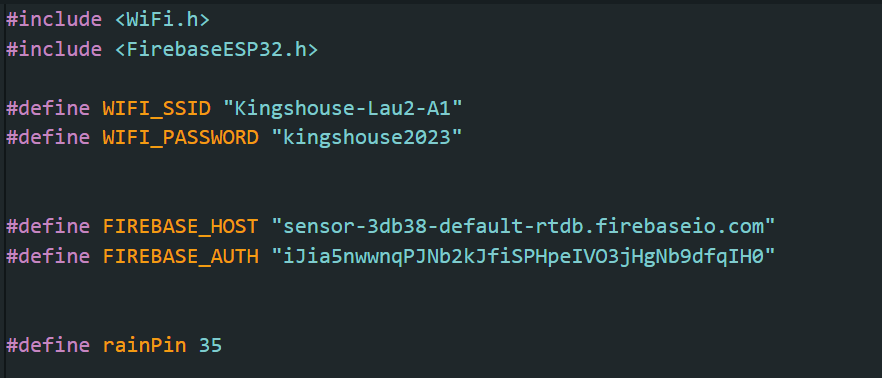 #include <WiFi.h>
#include <FirebaseESP32.h>
#define WIFI_SSID "Kingshouse-Lau2-A1"
#define WIFI_PASSWORD "kingshouse2023"
#define FIREBASE_HOST "sensor-3db38-default-rtdb.firebaseio.com"
#define FIREBASE_AUTH "iJia5nwwnqPJNb2kJfiSPHpeIVO3jHgNb9dfqIH0"
#define rainPin 35